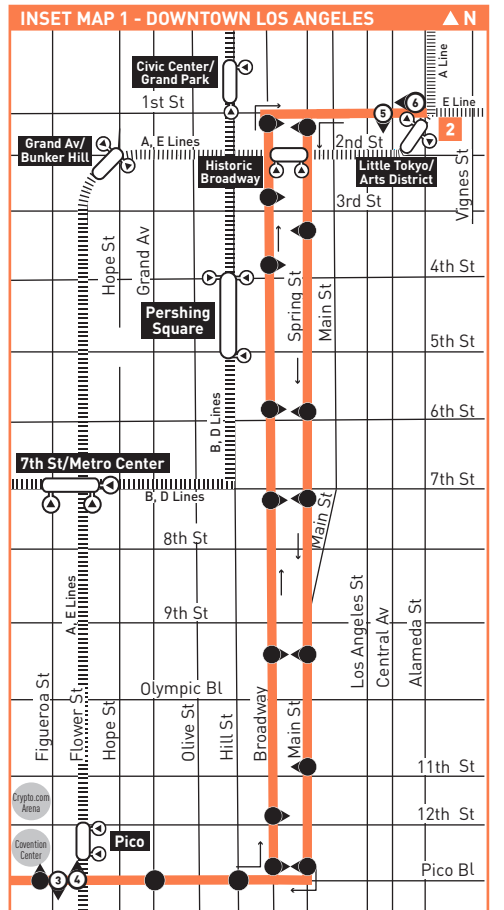 INSET MAP 1 - DOWNTOWN LOS ANGELES
N
A Line
Civic Center/
Grand Park
1st St
5
6
E Line
2
Grand Av/
Bunker Hill
A, E Lines
2nd St
Historic
Broadway
Little Tokyo/
Arts District
Vignes St
3rd St
Hope St
Grand Av
Spring St
Main St
4th St
Pershing
Square
5th St
B, D Lines
6th St
7th St/Metro Center
7th St
B, D Lines
Main St
8th St
A, E Lines
9th St
Los Angeles St
Central Av
Alameda St
Olympic Bl
Figueroa St
Flower St
Hope St
Olive St
Hill St
Broadway
Main St
11th St
Crypto.com
Arena
12th St
Covention
Center
Pico
3
4
Pico Bl